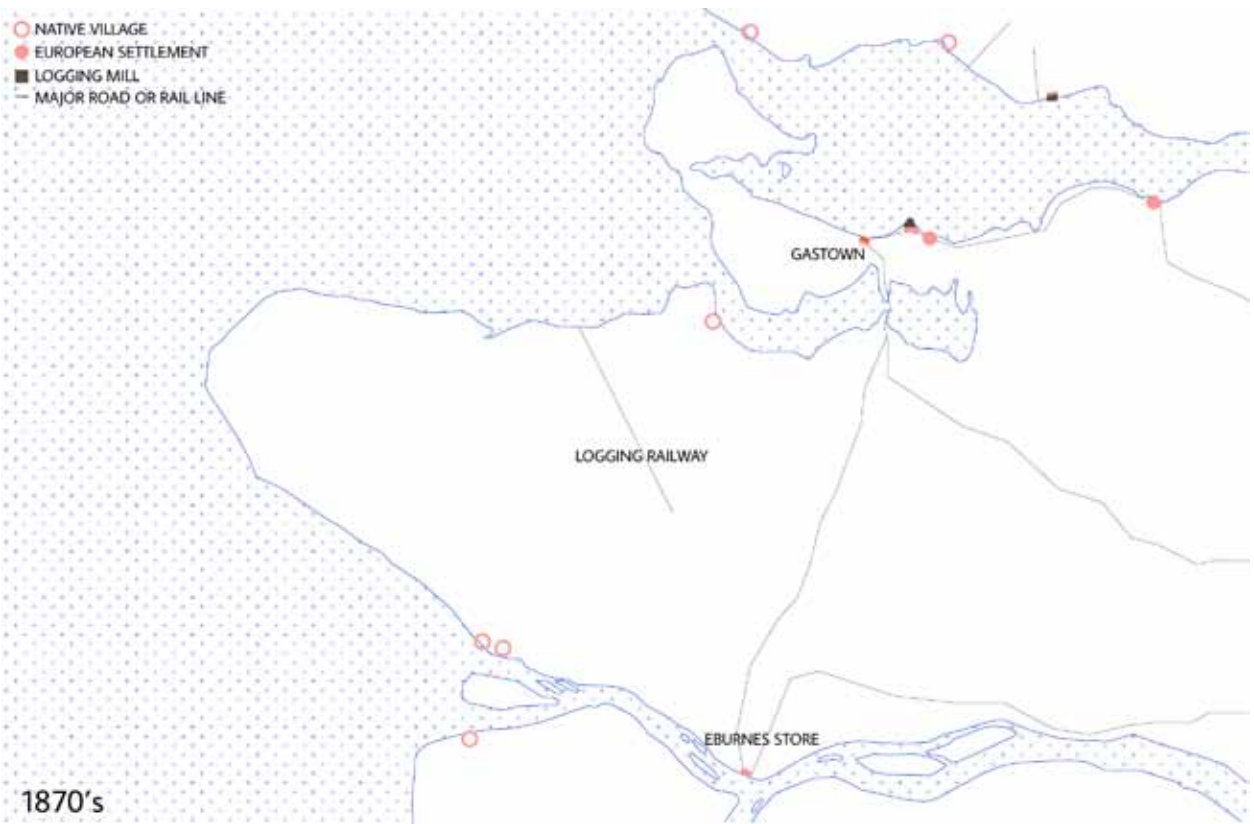 NATIVE VILLAGE
EUROPEAN SETTLEMENT
LOGGING MILL
MAJOR ROAD OR RAIL LINE
GASTOWN
LOGGING RAILWAY
EBURNES STORE
1870's